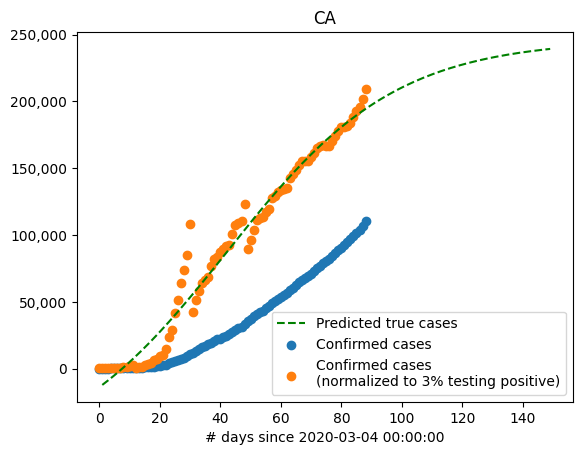 CA
250,000
200,000
150,000
100,000
50,000
0
Predicted true cases
Confirmed cases
Confirmed cases
(normalized to 3% testing positive)
0 20 40 60 80 100 120 140
# days since 2020-03-04 00:00:00